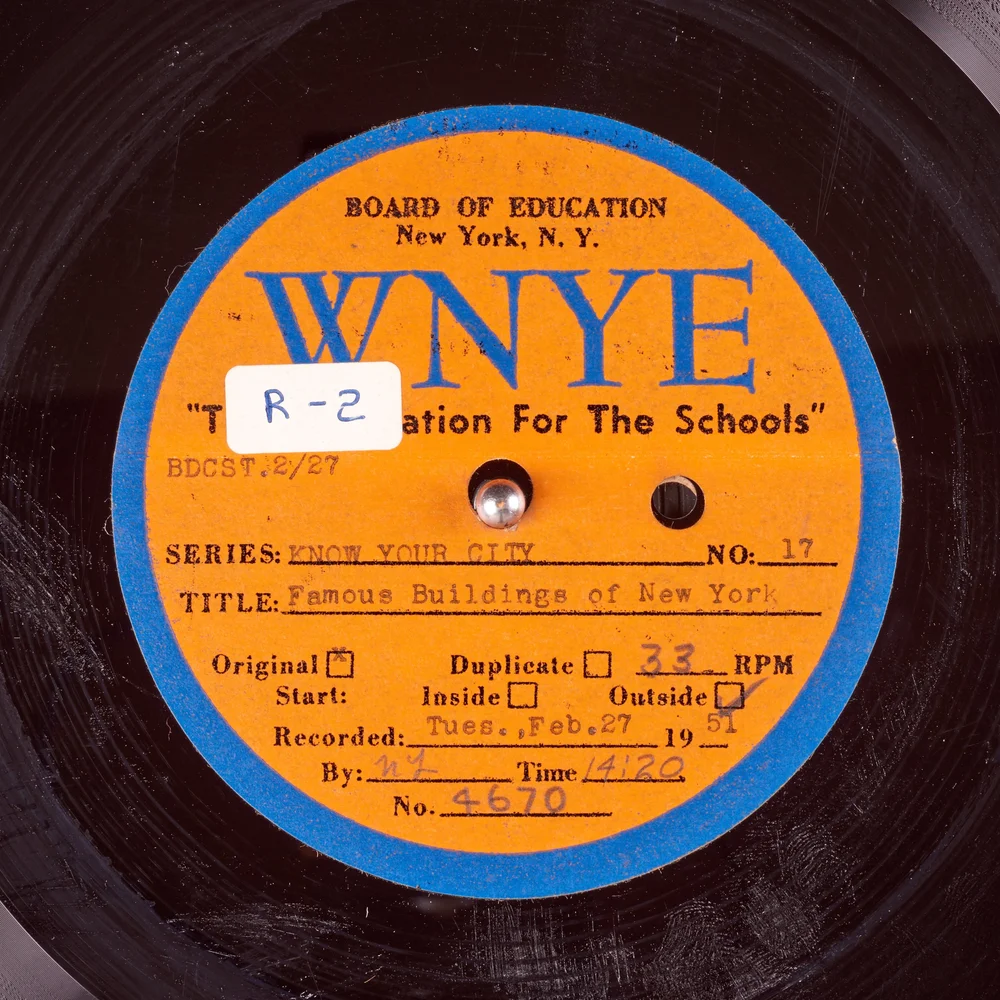 BOARD OF EDUCATION
New York, N. Y.
WNYE
R-2
"T ation For The Schools"
BDCST. 2/27
SERIES: KNOW YOUR CITY NO: 17
TITLE: Famous Buildings of New York
Original x Duplicate 33 RPM
Start: Inside Outside ✓
Recorded: Tues., Feb. 27 19 51
By: Time 14:20
No. 4670